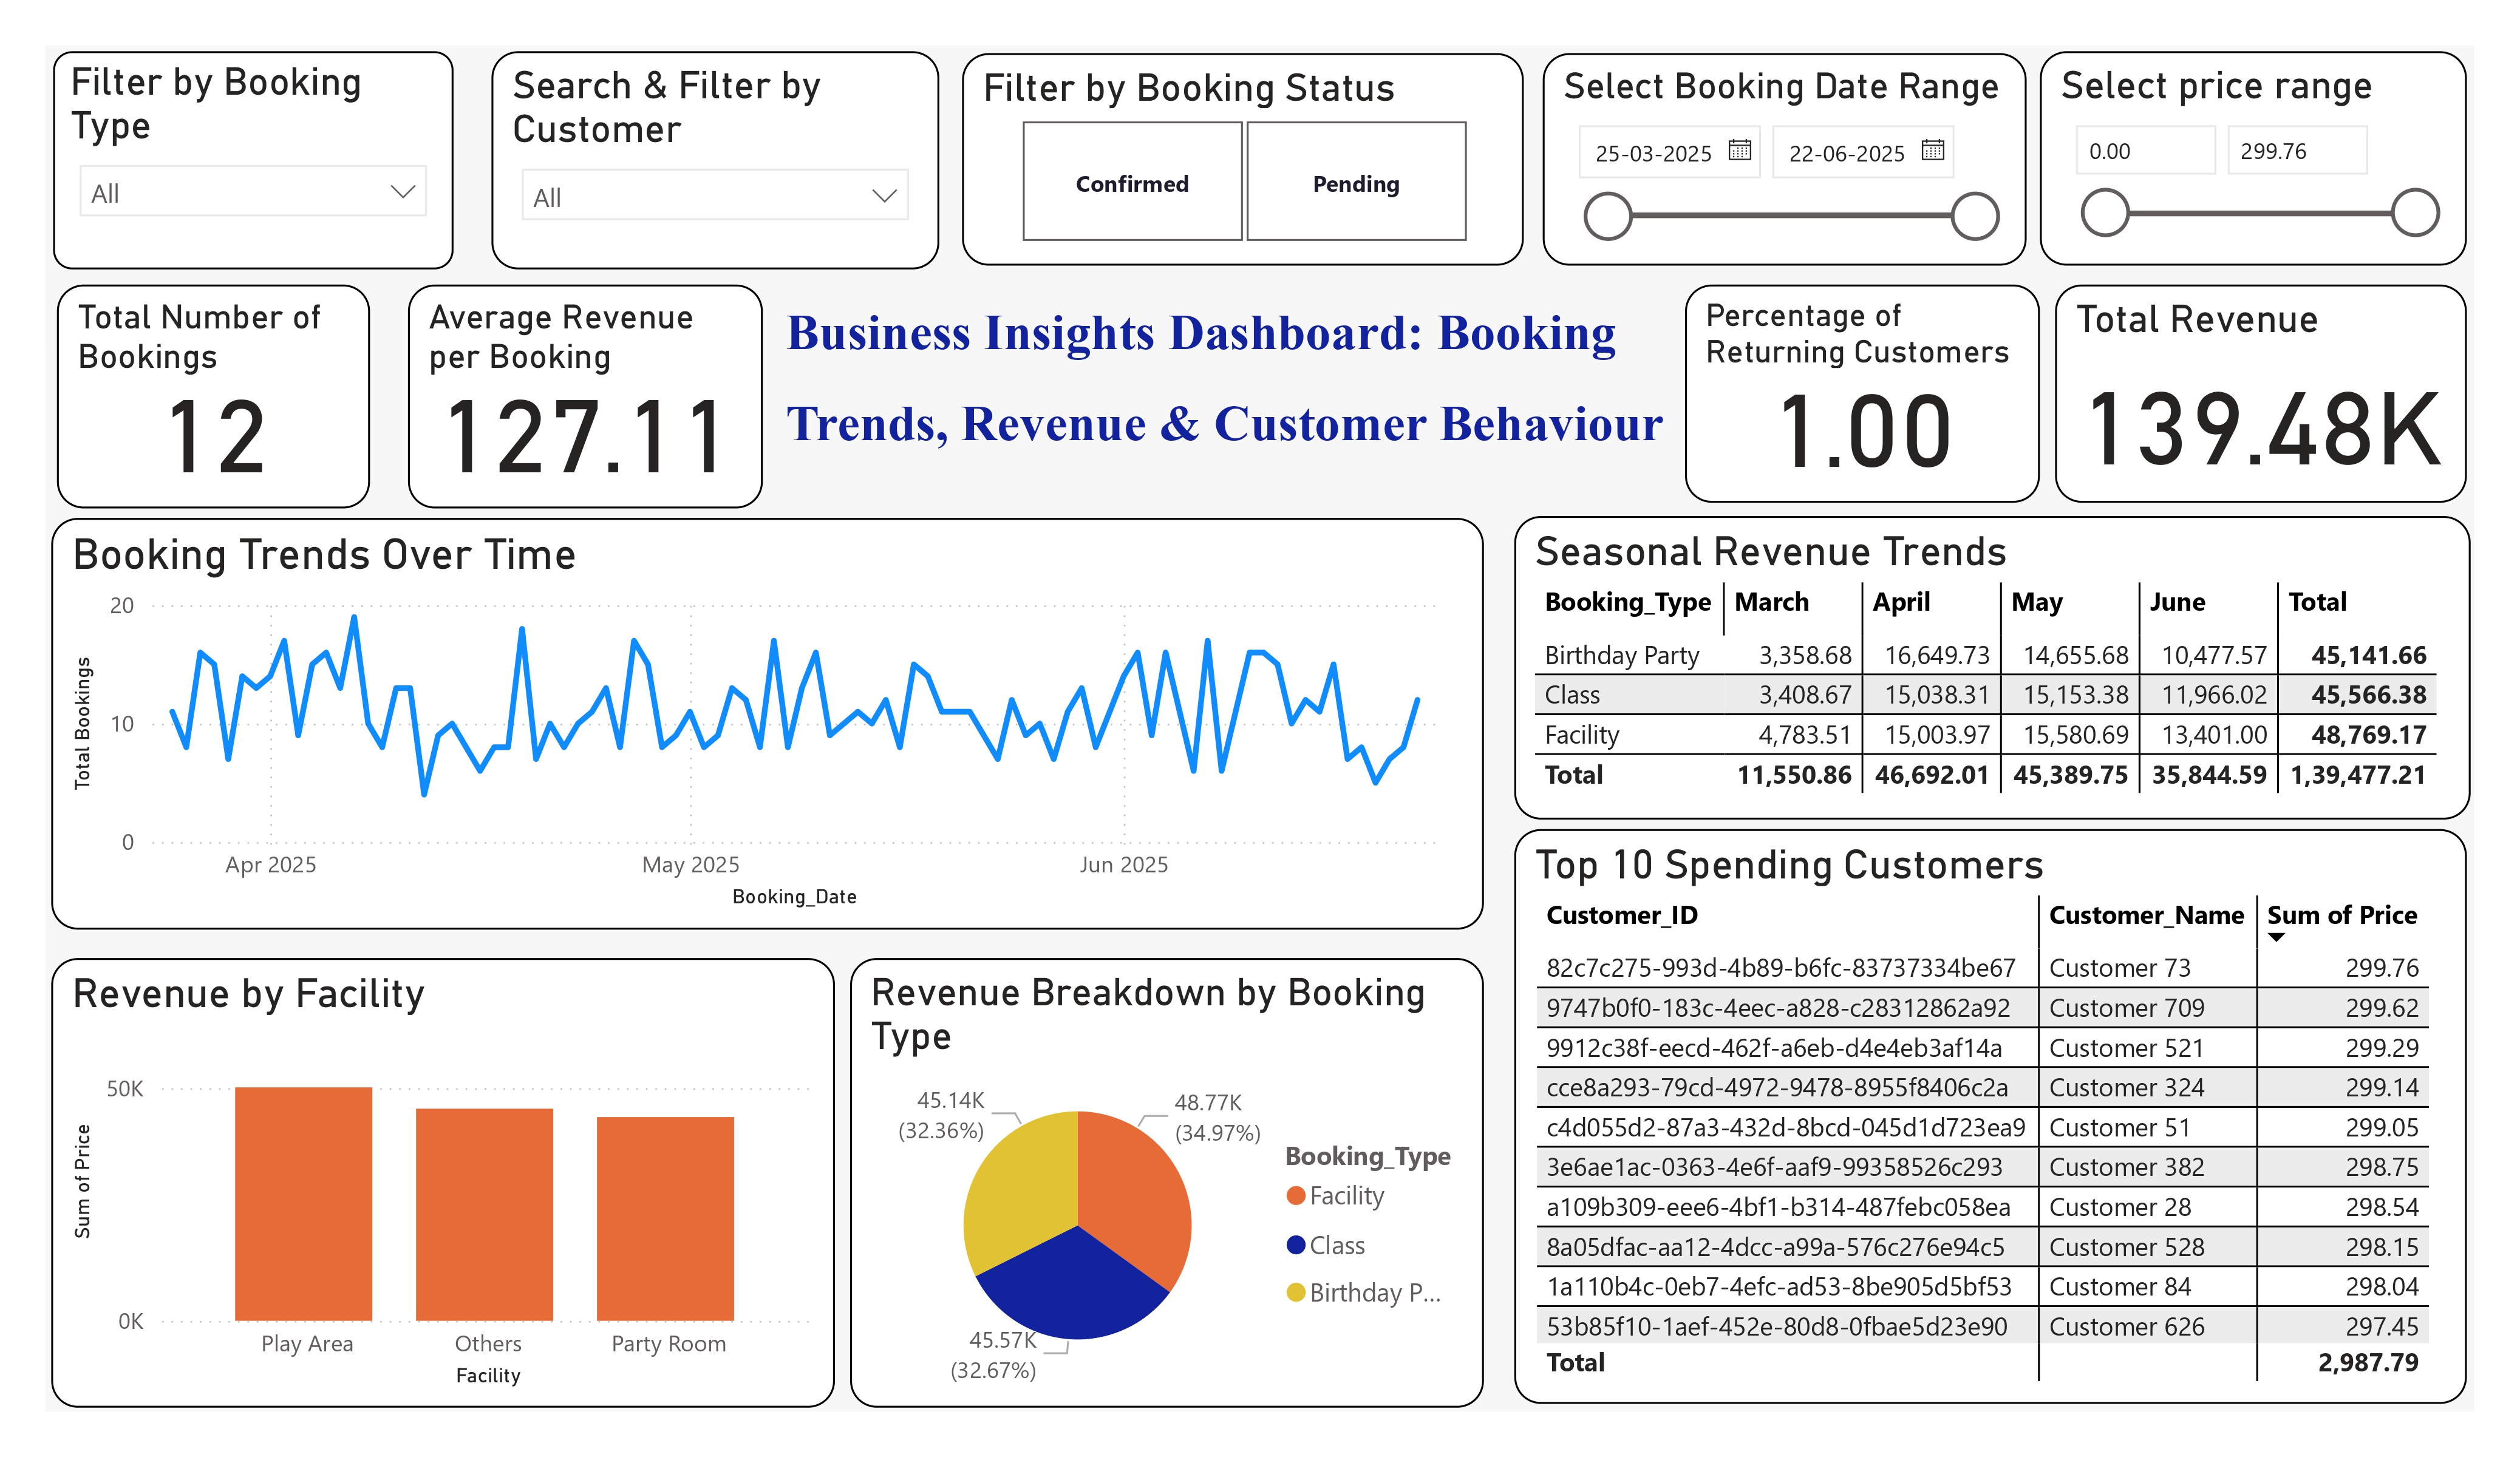 Filter by Booking
Type
All
Search & Filter by
Customer
All
Filter by Booking Status
Confirmed
Pending
Select Booking Date Range
25-03-2025
22-06-2025
Select price range
0.00
299.76
Total Number of
Bookings
12
Average Revenue
per Booking
127.11
Business Insights Dashboard: Booking
Trends, Revenue & Customer Behaviour
Percentage of
Returning Customers
1.00
Total Revenue
139.48K
Booking Trends Over Time
Total Bookings
20
10
0
Apr 2025
May 2025
Jun 2025
Booking_Date
Seasonal Revenue Trends
Booking_Type March April May June Total
Birthday Party 3,358.68 16,649.73 14,655.68 10,477.57 45,141.66
Class 3,408.67 15,038.31 15,153.38 11,966.02 45,566.38
Facility 4,783.51 15,003.97 15,580.69 13,401.00 48,769.17
Total 11,550.86 46,692.01 45,389.75 35,844.59 1,39,477.21
Revenue by Facility
Sum of Price
50K
0K
Play Area
Others
Party Room
Facility
Revenue Breakdown by Booking
Type
45.14K
(32.36%)
48.77K
(34.97%)
45.57K
(32.67%)
Booking_Type
Facility
Class
Birthday P...
Top 10 Spending Customers
Customer_ID Customer_Name Sum of Price
82c7c275-993d-4b89-b6fc-83737334be67 Customer 73 299.76
9747b0f0-183c-4eec-a828-c28312862a92 Customer 709 299.62
9912c38f-eecd-462f-a6eb-d4e4eb3af14a Customer 521 299.29
cce8a293-79cd-4972-9478-8955f8406c2a Customer 324 299.14
c4d055d2-87a3-432d-8bcd-045d1d723ea9 Customer 51 299.05
3e6ae1ac-0363-4e6f-aaf9-99358526c293 Customer 382 298.75
a109b309-eee6-4bf1-b314-487febc058ea Customer 28 298.54
8a05dfac-aa12-4dcc-a99a-576c276e94c5 Customer 528 298.15
1a110b4c-0eb7-4efc-ad53-8be905d5bf53 Customer 84 298.04
53b85f10-1aef-452e-80d8-0fbae5d23e90 Customer 626 297.45
Total 2,987.79